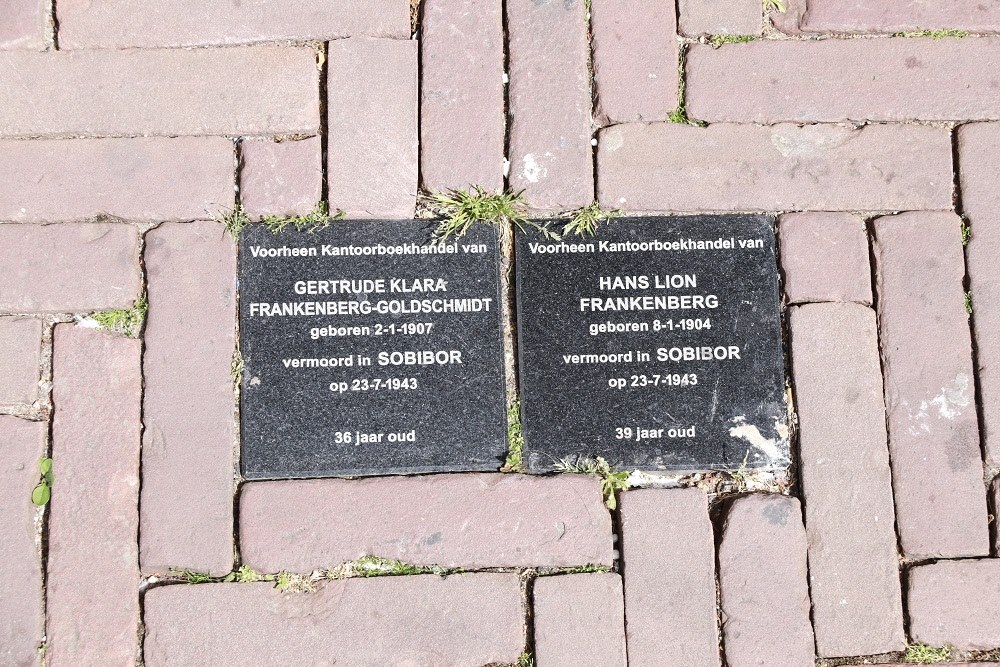 Voorheen Kantoorboekhandel van
GERTRUDE KLARA
FRANKENBERG-GOLDSCHMIDT
geboren 2-1-1907
vermoord in SOBIBOR
op 23-7-1943
36 jaar oud
Voorheen Kantoorboekhandel van
HANS LION
FRANKENBERG
geboren 8-1-1904
vermoord in SOBIBOR
op 23-7-1943
39 jaar oud